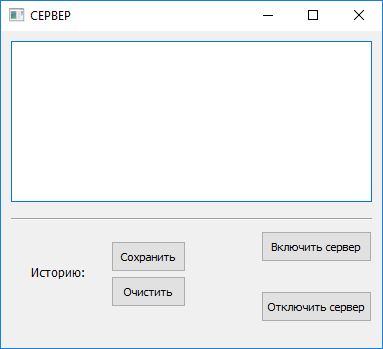 СЕРВЕР
Включить сервер
Сохранить
Историю:
Очистить
Отключить сервер